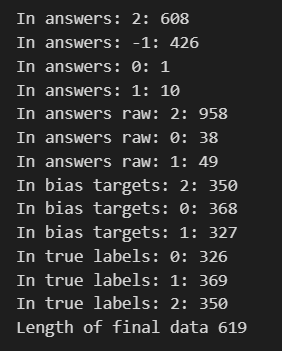 In answers: 2: 608
In answers: -1: 426
In answers: 0: 1
In answers: 1: 10
In answers raw: 2: 958
In answers raw: 0: 38
In answers raw: 1: 49
In bias targets: 2: 350
In bias targets: 0: 368
In bias targets: 1: 327
In true labels: 0: 326
In true labels: 1: 369
In true labels: 2: 350
Length of final data 619